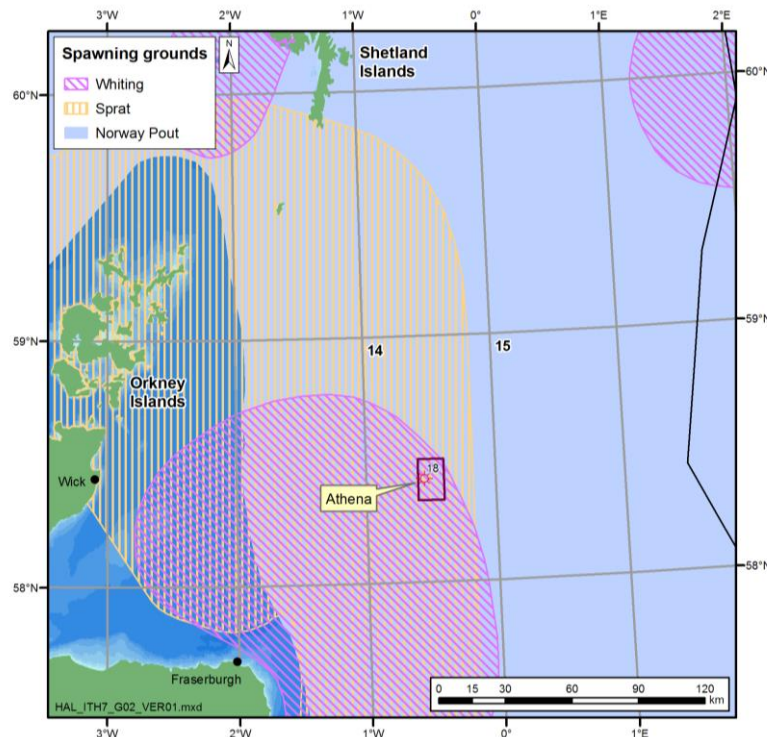 3°W 2°W 1°W 0° 1°E 2°E
Spawning grounds
N
Whiting
Sprat
Norway Pout
Shetland
Islands
60°N 60°N
59°N 59°N
14 15
Orkney
Islands
18
Wick
Athena
58°N 58°N
Fraserburgh
0 15 30 60 90 120
km
HAL_ITH7_G02_VER01.mxd
3°W 2°W 1°W 0° 1°E